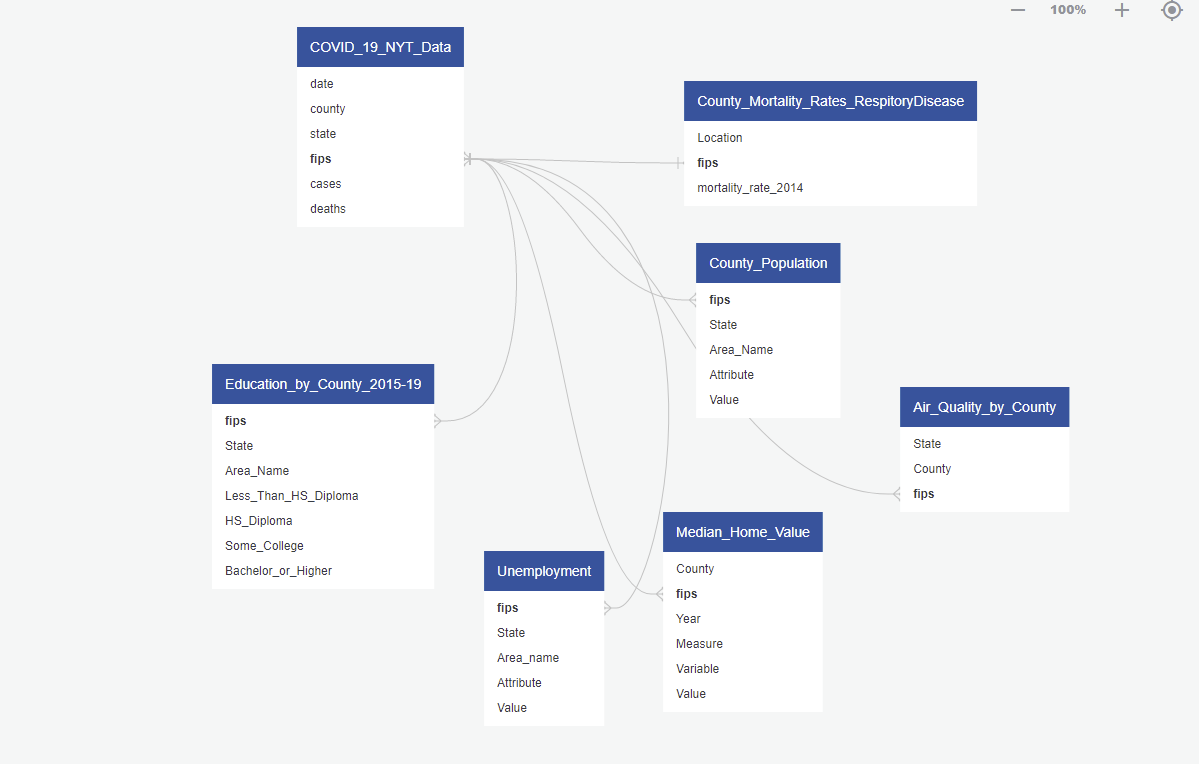 100%
COVID_19_NYT_Data
date
county
state
fips
cases
deaths
County_Mortality_Rates_RespitoryDisease
Location
fips
mortality_rate_2014
County_Population
fips
State
Area_Name
Attribute
Value
Education_by_County_2015-19
fips
State
Area_Name
Less_Than_HS_Diploma
HS_Diploma
Some_College
Bachelor_or_Higher
Air_Quality_by_County
State
County
fips
Median_Home_Value
County
fips
Year
Measure
Variable
Value
Unemployment
fips
State
Area_name
Attribute
Value